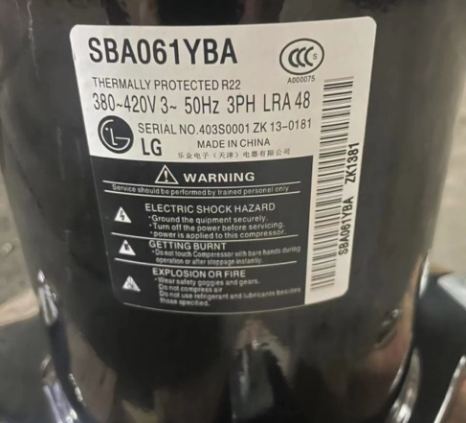 SBA061YBA
CCC S
A000075
THERMALLY PROTECTED R22
380~420V 3~ 50Hz 3PH LRA 48
SERIAL NO.403S0001 ZK 13-0181
LG
MADE IN CHINA
乐金电子（天津）电器有限公司
WARNING
Service should be performed by trained personnel only
ELECTRIC SHOCK HAZARD
·Ground the quipment securely.
·Turn off the power before servicing.
·power is applied to this compressor.
GETTING BURNT
·Do not touch Compressor with bare hands during
operation or after stoppage instantly.
EXPLOSION OR FIRE
·Wear safety goggles and gears.
Do not compress air
Do not use refrigerant and lubricants besides
those specified.
SBA061YBA ZK1381